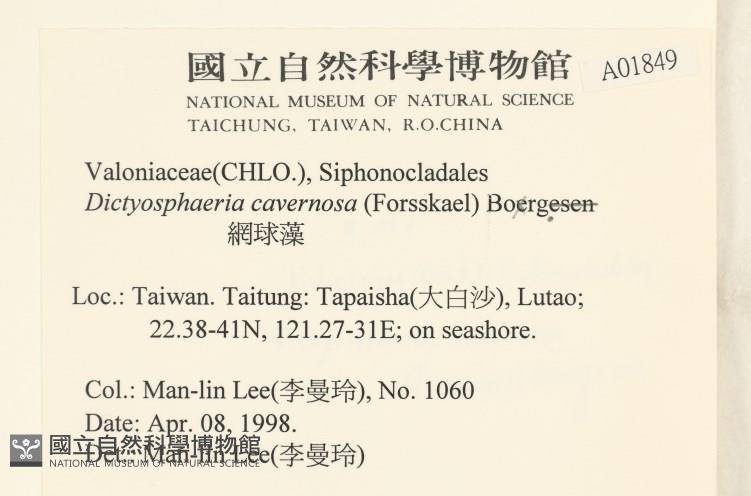 國立自然科學博物館
A01849
NATIONAL MUSEUM OF NATURAL SCIENCE
TAICHUNG, TAIWAN, R.O.CHINA
Valoniaceae(CHLO.), Siphonocladales
Dictyosphaeria cavernosa (Forsskael) Boergesen
網球藻
Loc.: Taiwan. Taitung: Tapaisha(大白沙), Lutao;
22.38-41N, 121.27-31E; on seashore.
Col.: Man-lin Lee(李曼玲), No. 1060
Date: Apr. 08, 1998.
Det.: Man-lin Lee(李曼玲)
國立自然科學博物館
NATIONAL MUSEUM OF NATURAL SCIENCE